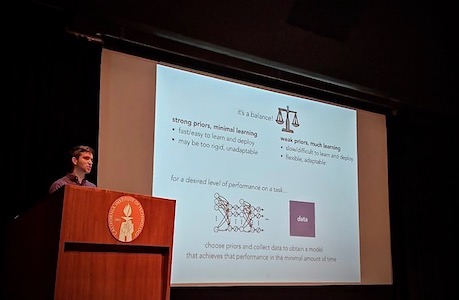 it's a balance!
strong priors, minimal learning
• fast/easy to learn and deploy
• may be too rigid, unadaptable
weak priors, much learning
• slow/difficult to learn and deploy
• flexible, adaptable
for a desired level of performance on a task...
data
choose priors and collect data to obtain a model
that achieves that performance in the minimal amount of time